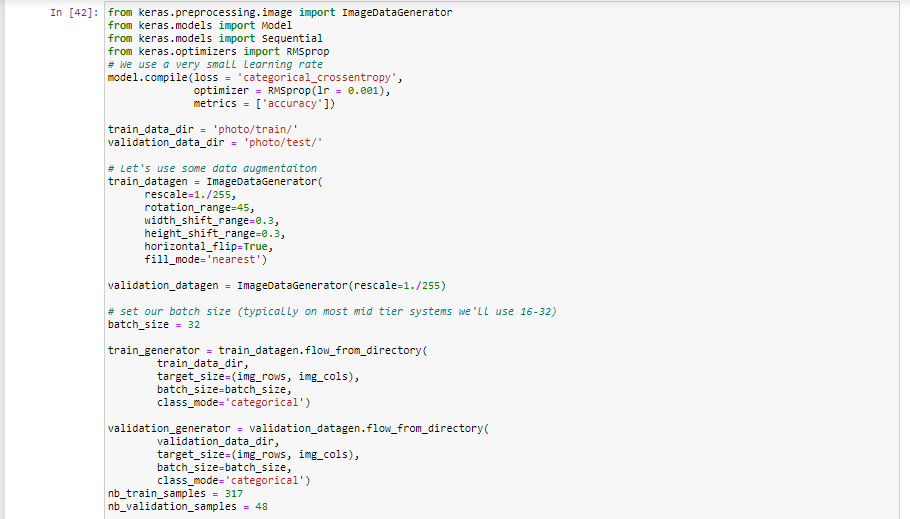 In [42]: from keras.preprocessing.image import ImageDataGenerator
from keras.models import Model
from keras.models import Sequential
from keras.optimizers import RMSprop
# We use a very small learning rate
model.compile(loss = 'categorical_crossentropy',
optimizer = RMSprop(lr = 0.001),
metrics = ['accuracy'])
train_data_dir = 'photo/train/'
validation_data_dir = 'photo/test/'
# Let's use some data augmentaiton
train_datagen = ImageDataGenerator(
rescale=1./255,
rotation_range=45,
width_shift_range=0.3,
height_shift_range=0.3,
horizontal_flip=True,
fill_mode='nearest')
validation_datagen = ImageDataGenerator(rescale=1./255)
# set our batch size (typically on most mid tier systems we'll use 16-32)
batch_size = 32
train_generator = train_datagen.flow_from_directory(
train_data_dir,
target_size=(img_rows, img_cols),
batch_size=batch_size,
class_mode='categorical')
validation_generator = validation_datagen.flow_from_directory(
validation_data_dir,
target_size=(img_rows, img_cols),
batch_size=batch_size,
class_mode='categorical')
nb_train_samples = 317
nb_validation_samples = 48